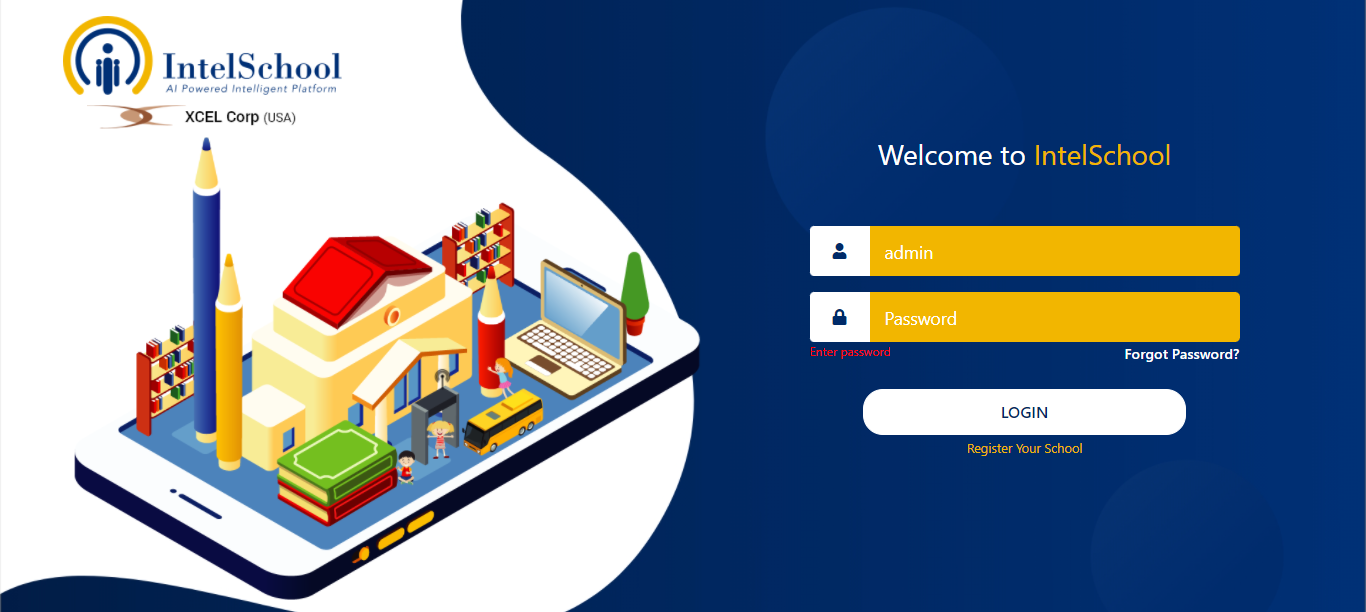 IntelSchool
AI Powered Intelligent Platform
XCEL Corp (USA)
Welcome to IntelSchool
admin
Password
Enter password
Forgot Password?
LOGIN
Register Your School